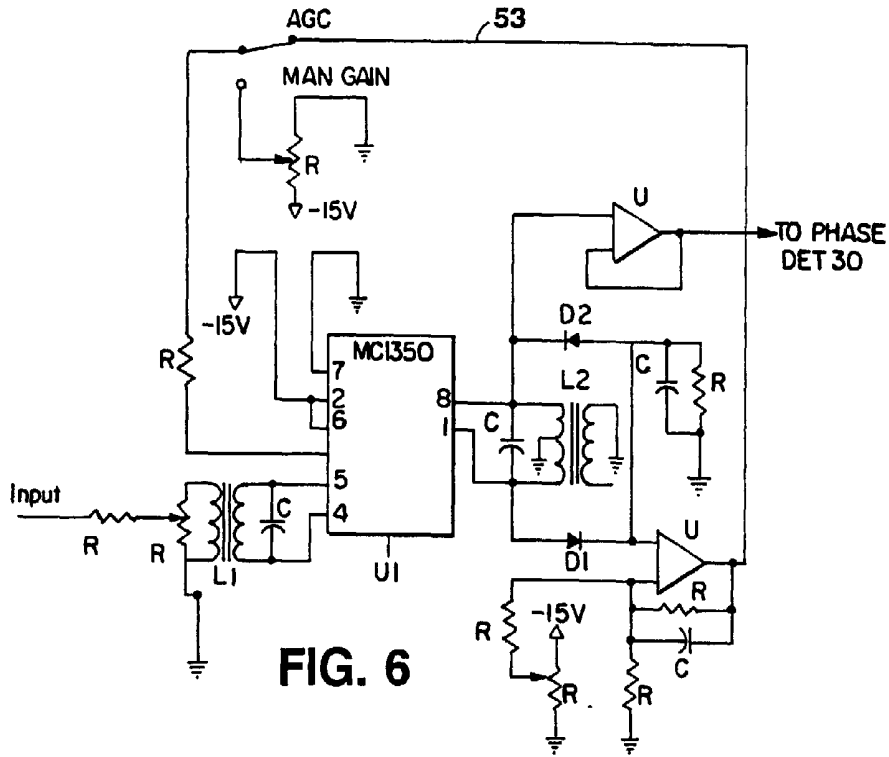 AGC
53
MAN GAIN
R
-15V
U
TO PHASE
DET 30
-15V
MC1350
D2
R
7
2
6
8
1
C
L2
C
R
Input
5
4
C
R
R
L1
U1
D1
U
R
-15V
R
C
R
R
FIG. 6